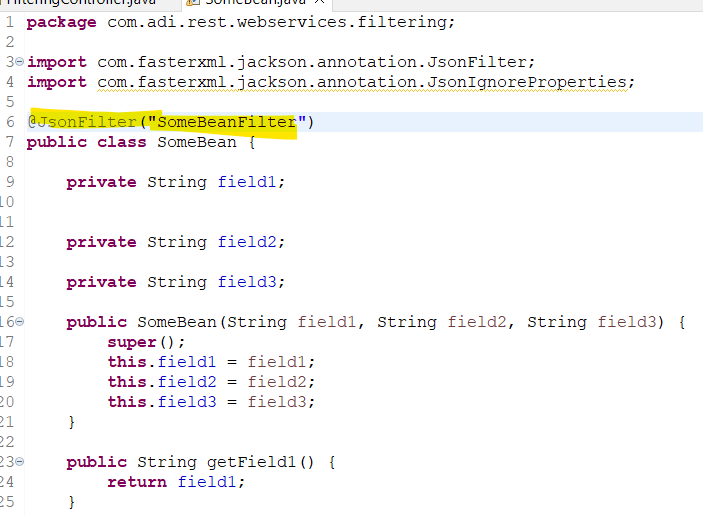 FilteringController.java SomeBean.java
1 package com.adi.rest.webservices.filtering;
2
3 import com.fasterxml.jackson.annotation.JsonFilter;
4 import com.fasterxml.jackson.annotation.JsonIgnoreProperties;
5
6 @JsonFilter("SomeBeanFilter")
7 public class SomeBean {
8
9 private String field1;
10
11
12 private String field2;
13
14 private String field3;
15
16 public SomeBean(String field1, String field2, String field3) {
17 super();
18 this.field1 = field1;
19 this.field2 = field2;
20 this.field3 = field3;
21 }
22
23 public String getField1() {
24 return field1;
25 }